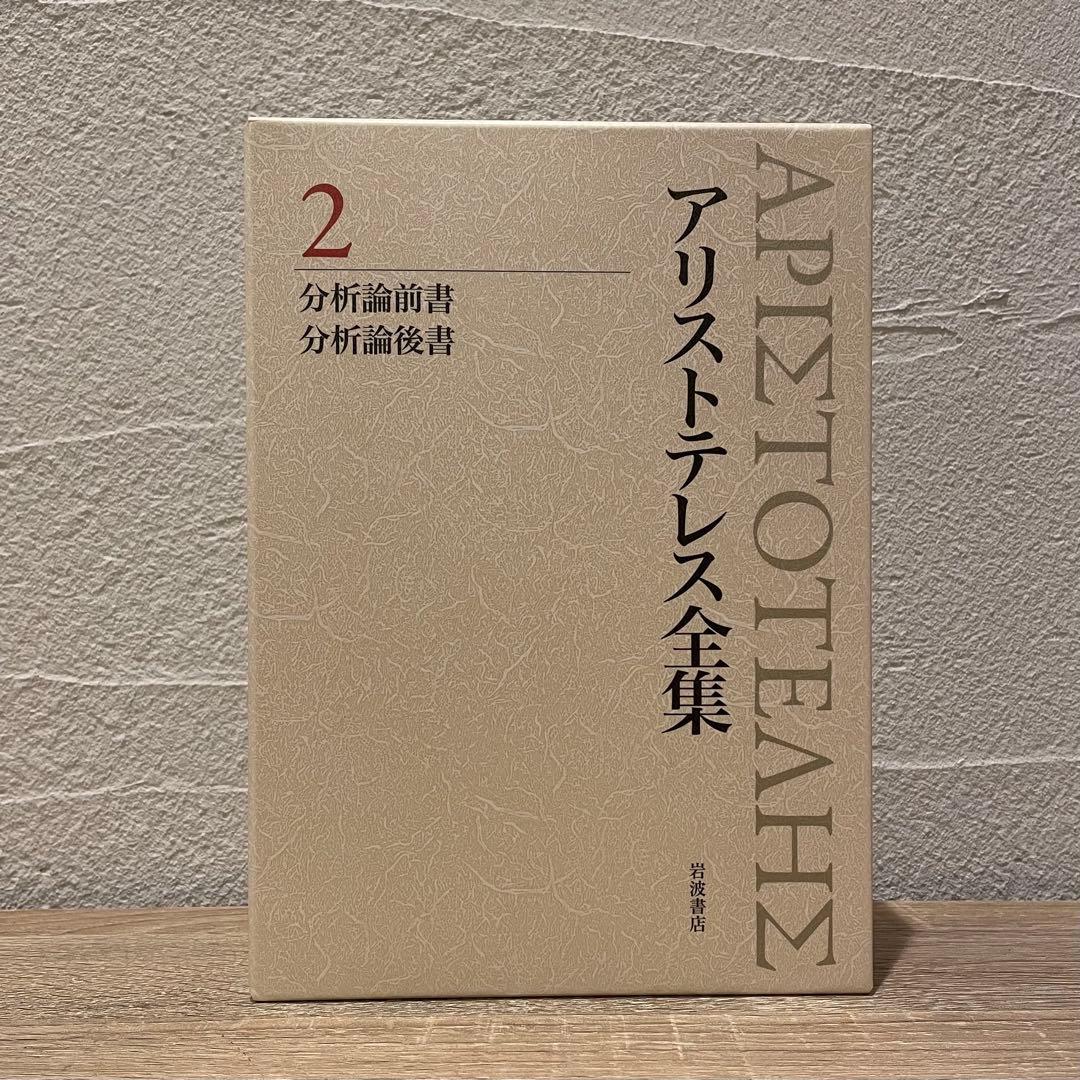 2
分析論前書
分析論後書
アリストテレス全集
ΑΡΙΣΤΟΤΕΛΗΣ
岩波書店